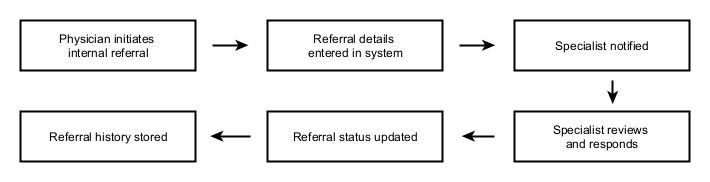 Physician initiates
internal referral
Referral details
entered in system
Specialist notified
Specialist reviews
and responds
Referral status updated
Referral history stored